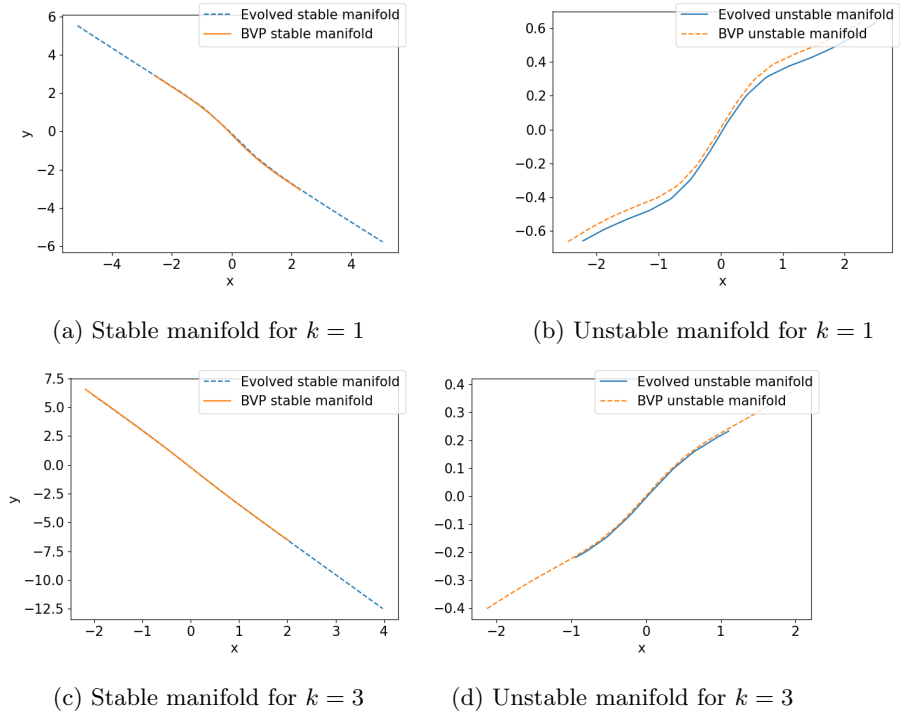 Evolved stable manifold
BVP stable manifold
6
4
2
0
−2
−4
−6
y
−4 −2 0 2 4
x
Evolved unstable manifold
BVP unstable manifold
0.6
0.4
0.2
0.0
−0.2
−0.4
−0.6
−2 −1 0 1 2
x
(a) Stable manifold for k = 1
(b) Unstable manifold for k = 1
Evolved stable manifold
BVP stable manifold
7.5
5.0
2.5
0.0
−2.5
−5.0
−7.5
−10.0
−12.5
y
−2 −1 0 1 2 3 4
x
Evolved unstable manifold
BVP unstable manifold
0.4
0.3
0.2
0.1
0.0
−0.1
−0.2
−0.3
−0.4
−2 −1 0 1 2
x
(c) Stable manifold for k = 3
(d) Unstable manifold for k = 3